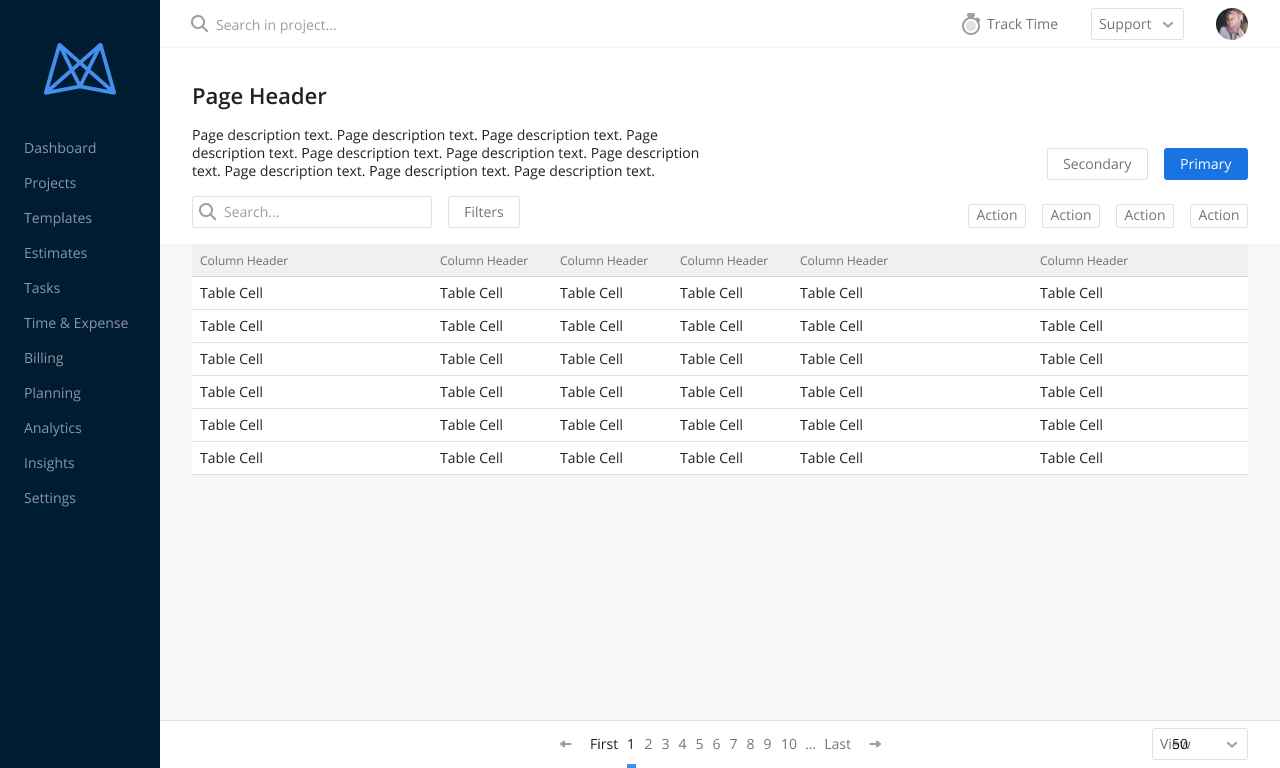 Search in project...
Track Time
Support
Dashboard
Projects
Templates
Estimates
Tasks
Time & Expense
Billing
Planning
Analytics
Insights
Settings
Page Header
Page description text. Page description text. Page description text. Page
description text. Page description text. Page description text. Page description
text. Page description text. Page description text. Page description text.
Secondary
Primary
Search...
Filters
Action Action Action Action
Column Header Column Header Column Header Column Header Column Header Column Header
Table Cell Table Cell Table Cell Table Cell Table Cell Table Cell
Table Cell Table Cell Table Cell Table Cell Table Cell Table Cell
Table Cell Table Cell Table Cell Table Cell Table Cell Table Cell
Table Cell Table Cell Table Cell Table Cell Table Cell Table Cell
Table Cell Table Cell Table Cell Table Cell Table Cell Table Cell
Table Cell Table Cell Table Cell Table Cell Table Cell Table Cell
First 1 2 3 4 5 6 7 8 9 10 ... Last
View 50